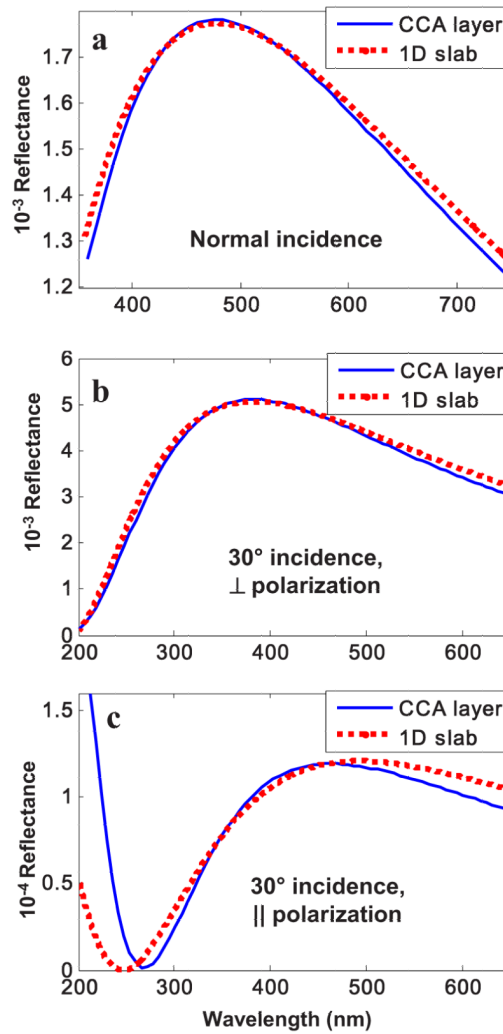 a
CCA layer
1D slab
1.7
1.6
1.5
1.4
1.3
1.2
10⁻³ Reflectance
Normal incidence
400 500 600 700
b
CCA layer
1D slab
6
5
4
3
2
1
0
10⁻³ Reflectance
30° incidence,
⊥ polarization
200 300 400 500 600
c
CCA layer
1D slab
1.5
1
0.5
0
10⁻⁴ Reflectance
30° incidence,
|| polarization
200 300 400 500 600
Wavelength (nm)